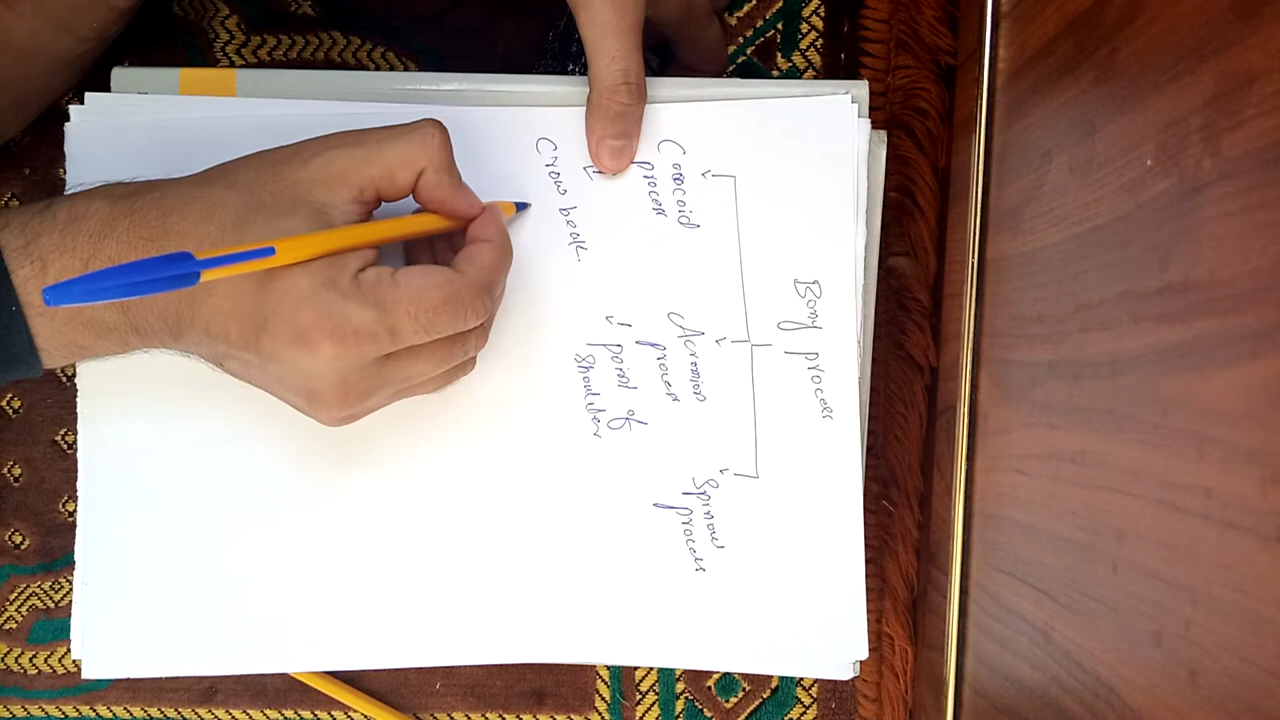 Bony process
Coracoid
process
Crow beak.
Acromion
process
point of
shoulder
Spinous
process